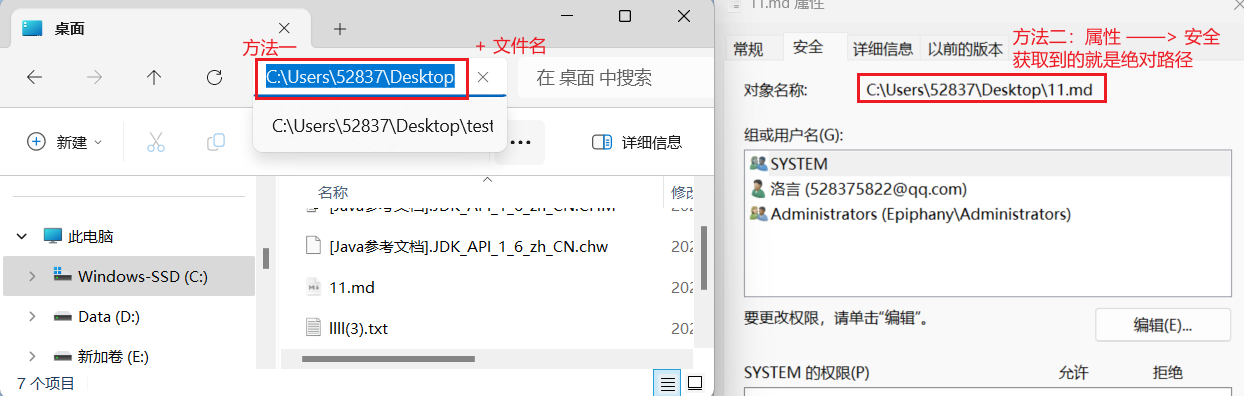 桌面
方法一
+ 文件名
C:\Users\52837\Desktop
在 桌面 中搜索
C:\Users\52837\Desktop\test
新建
详细信息
名称
修改
[Java参考文档].JDK_API_1_6_zh_CN.CHM
此电脑
[Java参考文档].JDK_API_1_6_zh_CN.chw
202
Windows-SSD (C:)
11.md
202
Data (D:)
llll(3).txt
202
新加卷 (E:)
7 个项目
11.md 属性
常规
安全
详细信息
以前的版本
方法二：属性 ——> 安全
获取到的就是绝对路径
对象名称:
C:\Users\52837\Desktop\11.md
组或用户名(G):
SYSTEM
洛言 (528375822@qq.com)
Administrators (Epiphany\Administrators)
要更改权限，请单击"编辑"。
编辑(E)...
SYSTEM 的权限(P)
允许
拒绝